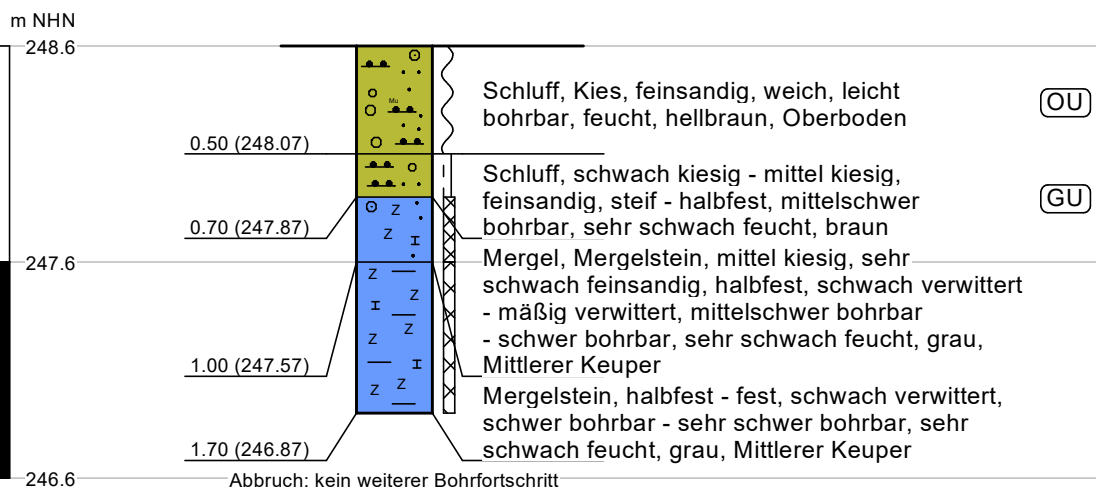 m NHN
248.6
Schluff, Kies, feinsandig, weich, leicht
bohrbar, feucht, hellbraun, Oberboden
OU
Mu
0.50 (248.07)
Schluff, schwach kiesig - mittel kiesig,
feinsandig, steif - halbfest, mittelschwer
bohrbar, sehr schwach feucht, braun
GU
0.70 (247.87)
247.6
Mergel, Mergelstein, mittel kiesig, sehr
schwach feinsandig, halbfest, schwach verwittert
- mäßig verwittert, mittelschwer bohrbar
- schwer bohrbar, sehr schwach feucht, grau,
Mittlerer Keuper
1.00 (247.57)
Mergelstein, halbfest - fest, schwach verwittert,
schwer bohrbar - sehr schwer bohrbar, sehr
schwach feucht, grau, Mittlerer Keuper
1.70 (246.87)
246.6
Abbruch: kein weiterer Bohrfortschritt